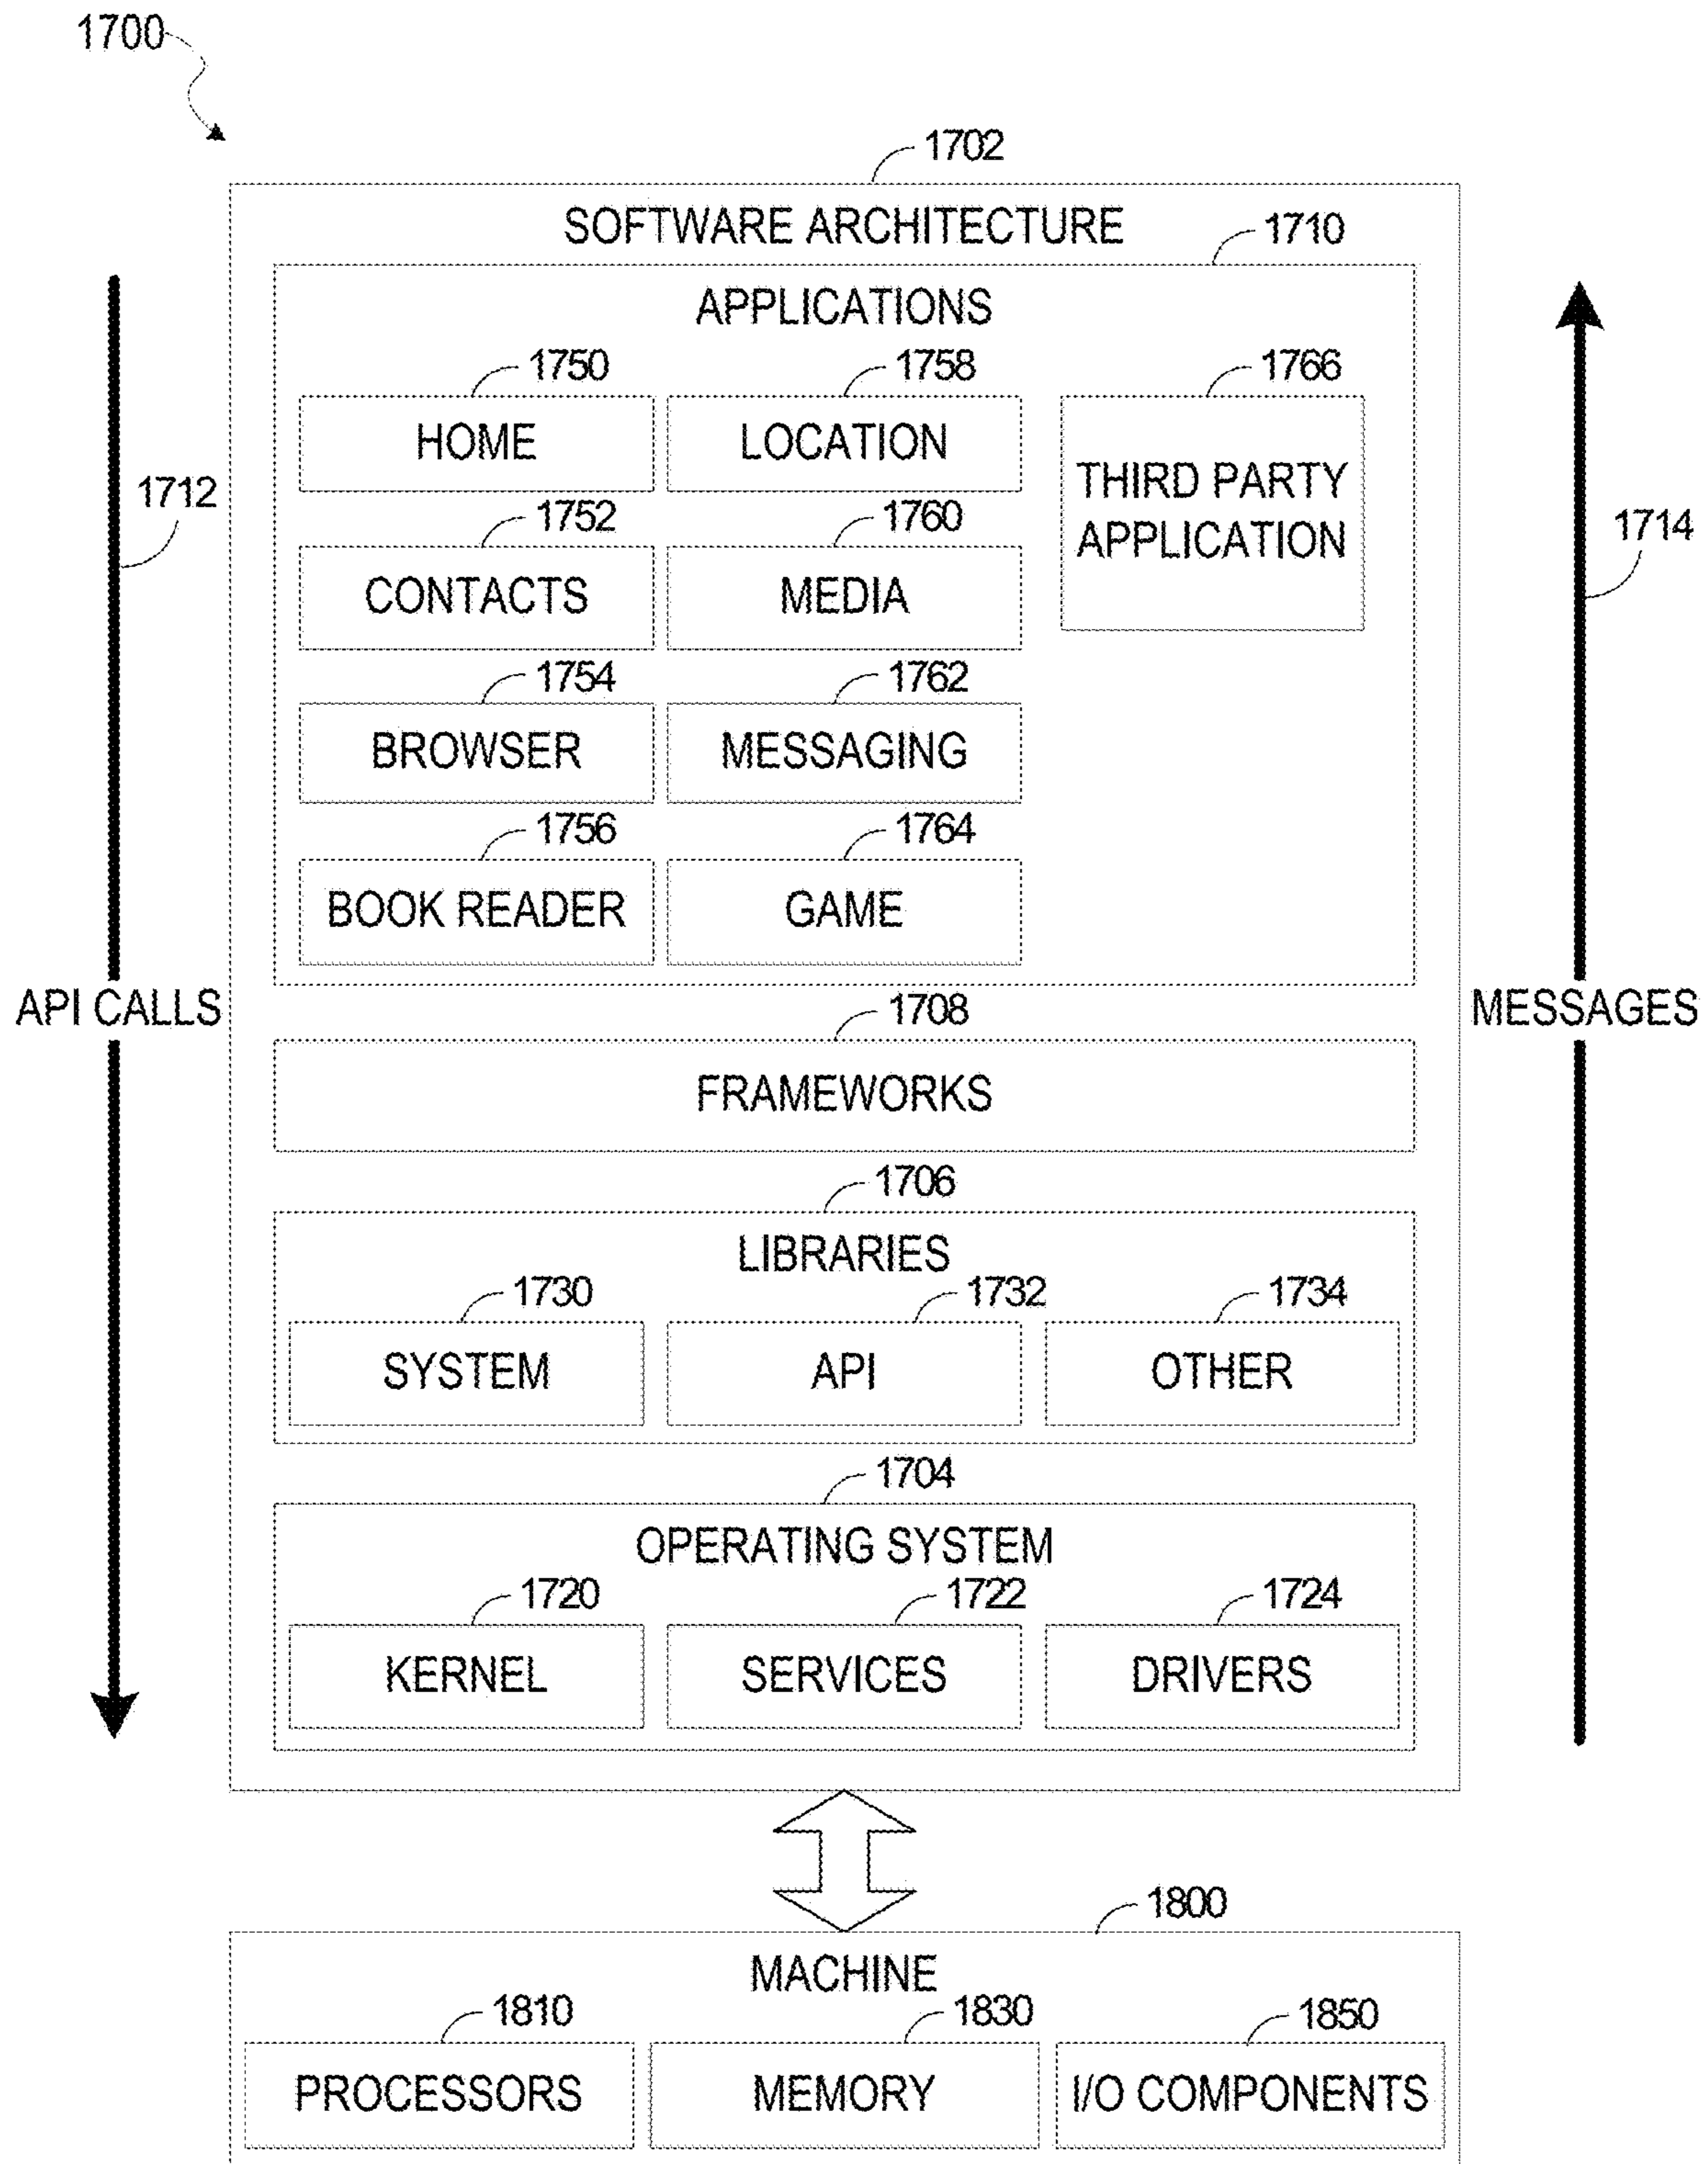 1700
1702
SOFTWARE ARCHITECTURE
1710
APPLICATIONS
1750
1758
1766
HOME
LOCATION
THIRD PARTY
APPLICATION
1712
1714
1752
1760
CONTACTS
MEDIA
1754
1762
BROWSER
MESSAGING
1756
1764
BOOK READER
GAME
API CALLS
MESSAGES
1708
FRAMEWORKS
1706
LIBRARIES
1730
1732
1734
SYSTEM
API
OTHER
1704
OPERATING SYSTEM
1720
1722
1724
KERNEL
SERVICES
DRIVERS
1800
MACHINE
1810
1830
1850
PROCESSORS
MEMORY
I/O COMPONENTS